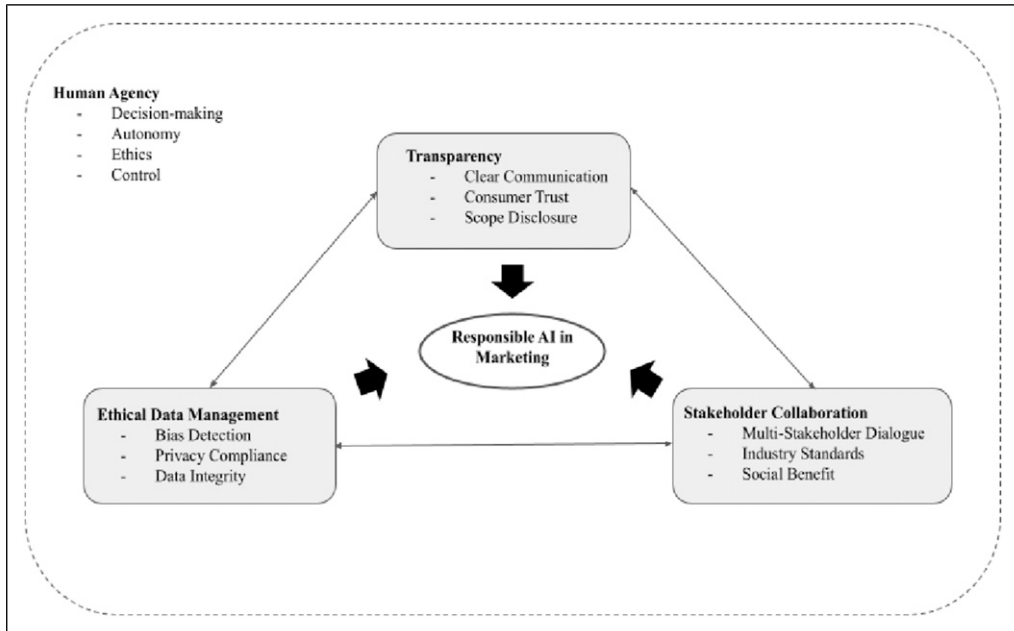 Human Agency
- Decision-making
- Autonomy
- Ethics
- Control
Transparency
- Clear Communication
- Consumer Trust
- Scope Disclosure
Responsible AI in
Marketing
Ethical Data Management
- Bias Detection
- Privacy Compliance
- Data Integrity
Stakeholder Collaboration
- Multi-Stakeholder Dialogue
- Industry Standards
- Social Benefit